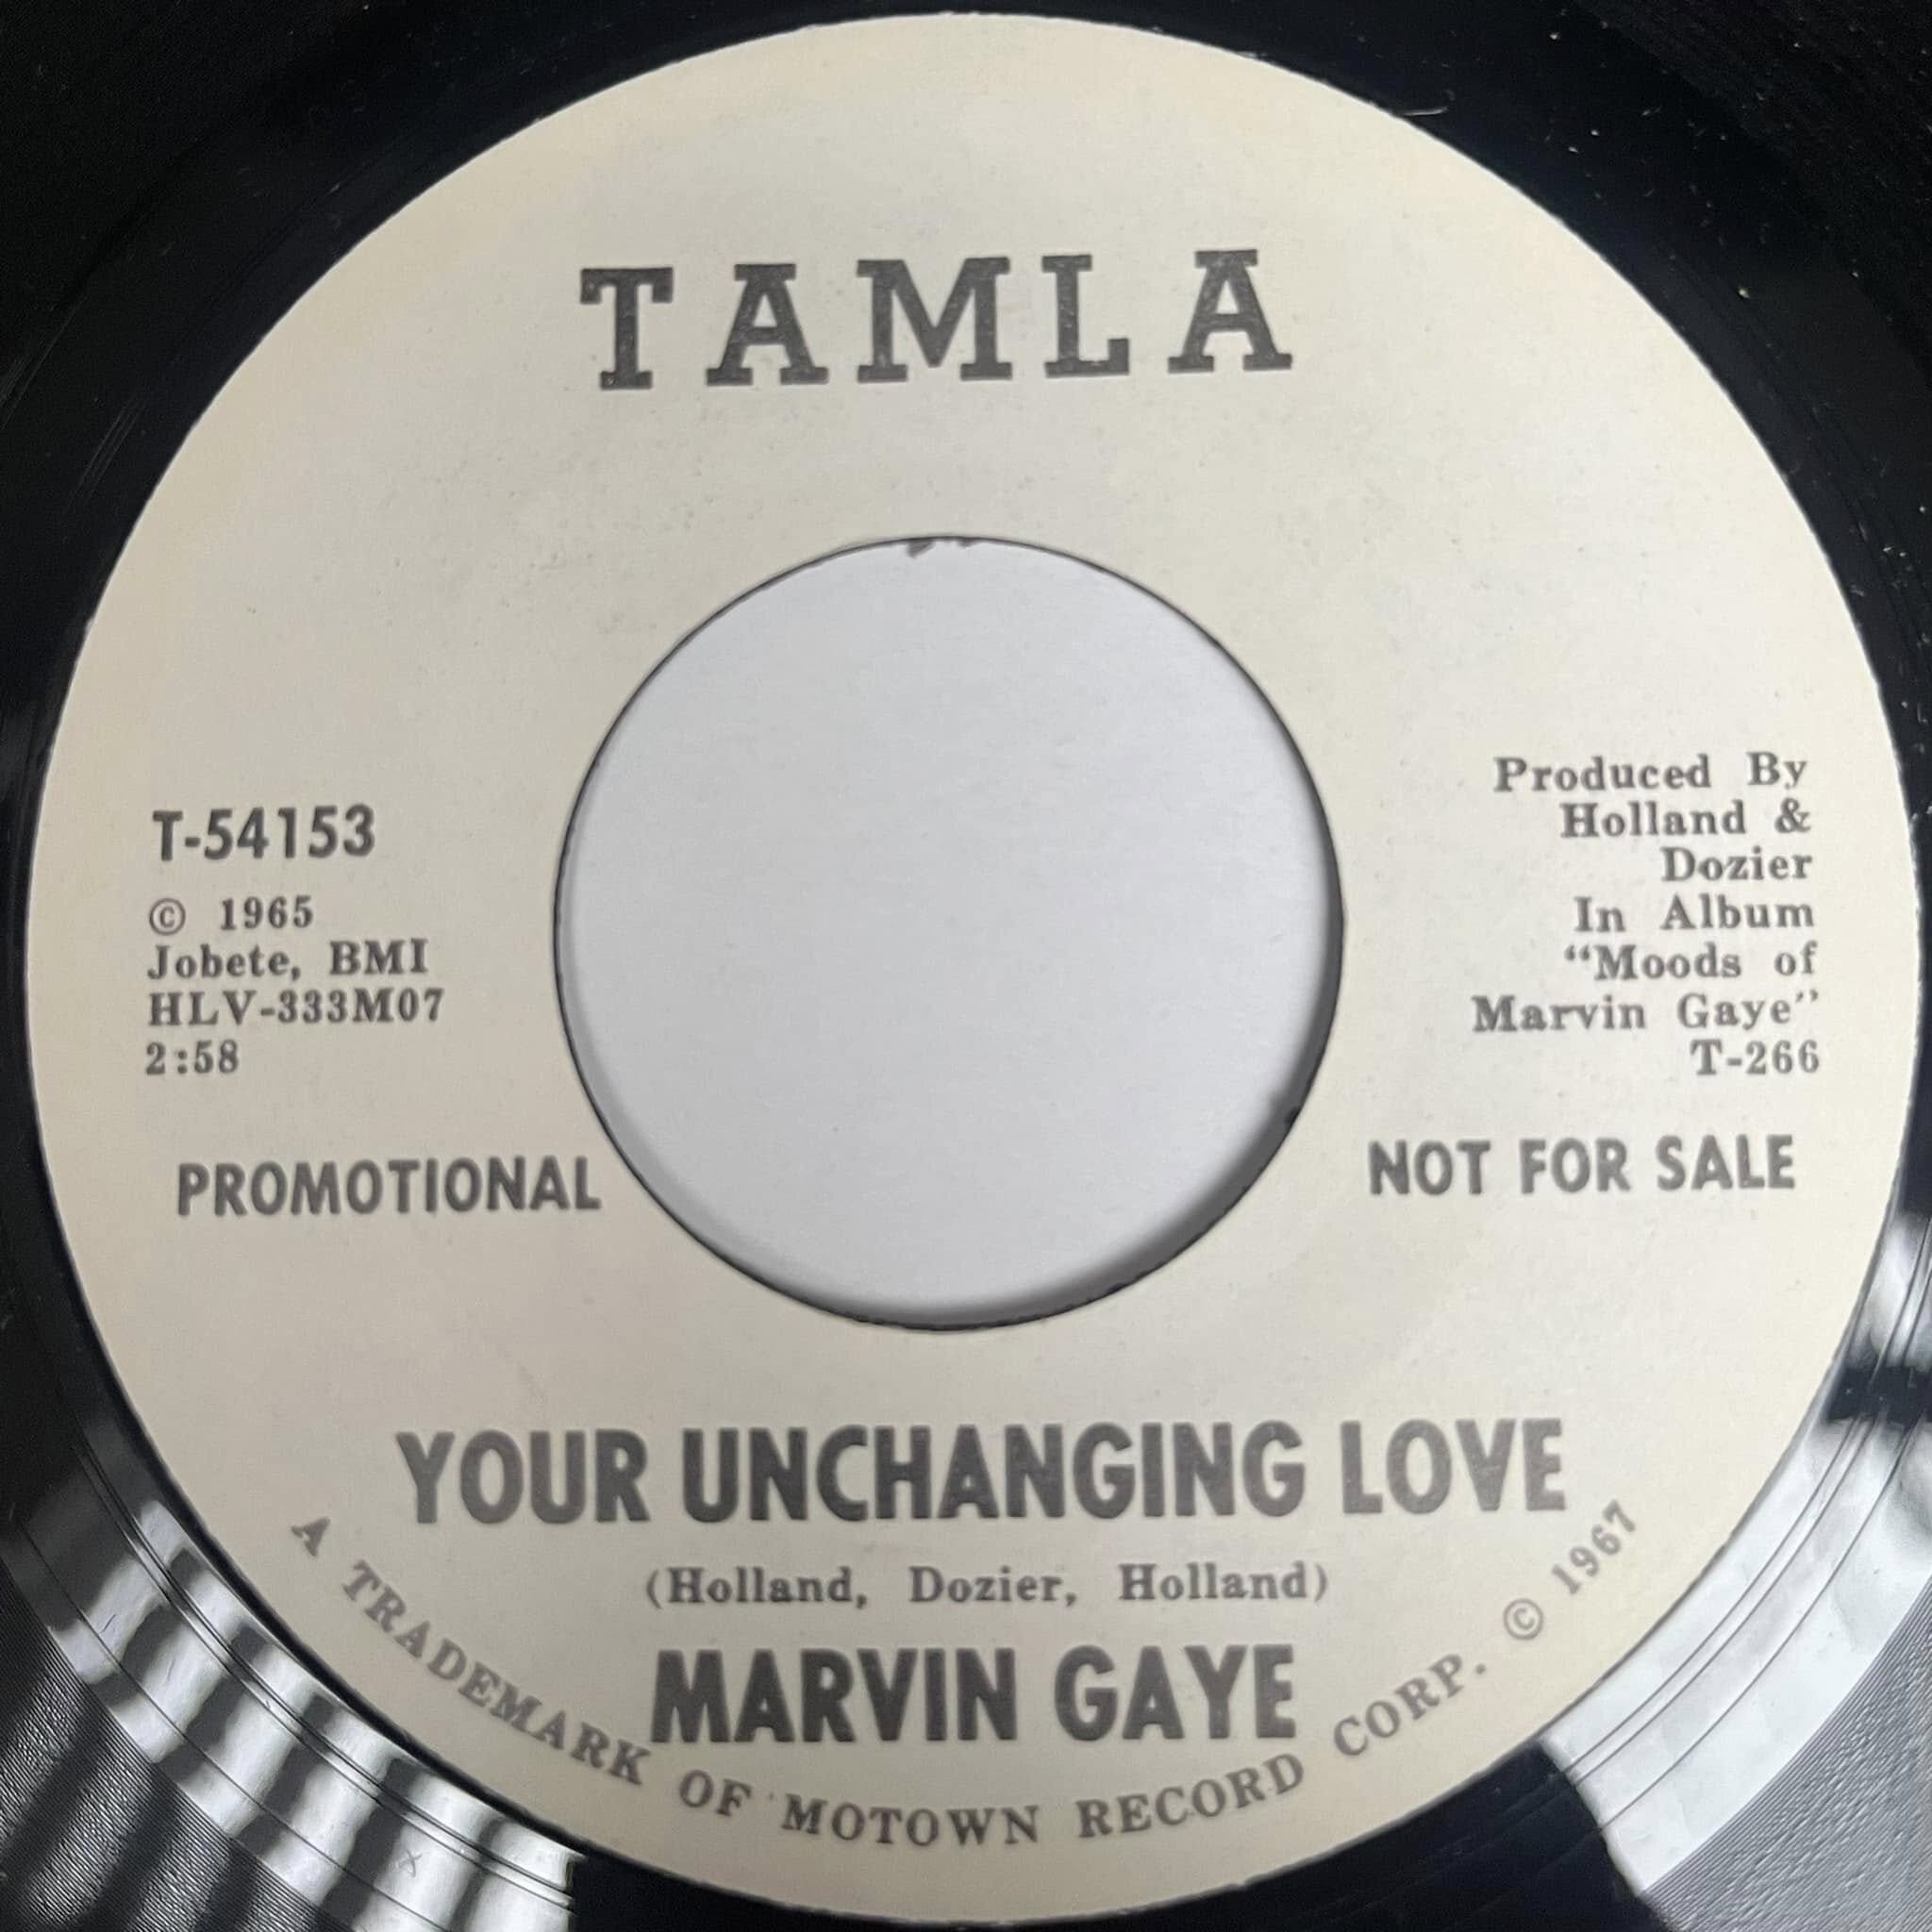 TAMLA
T-54153
© 1965
Jobete, BMI
HLV-333M07
2:58
PROMOTIONAL
Produced By
Holland &
Dozier
In Album
“Moods of
Marvin Gaye”
T-266
NOT FOR SALE
YOUR UNCHANGING LOVE
(Holland, Dozier, Holland)
MARVIN GAYE
A TRADEMARK OF MOTOWN RECORD CORP. © 1967